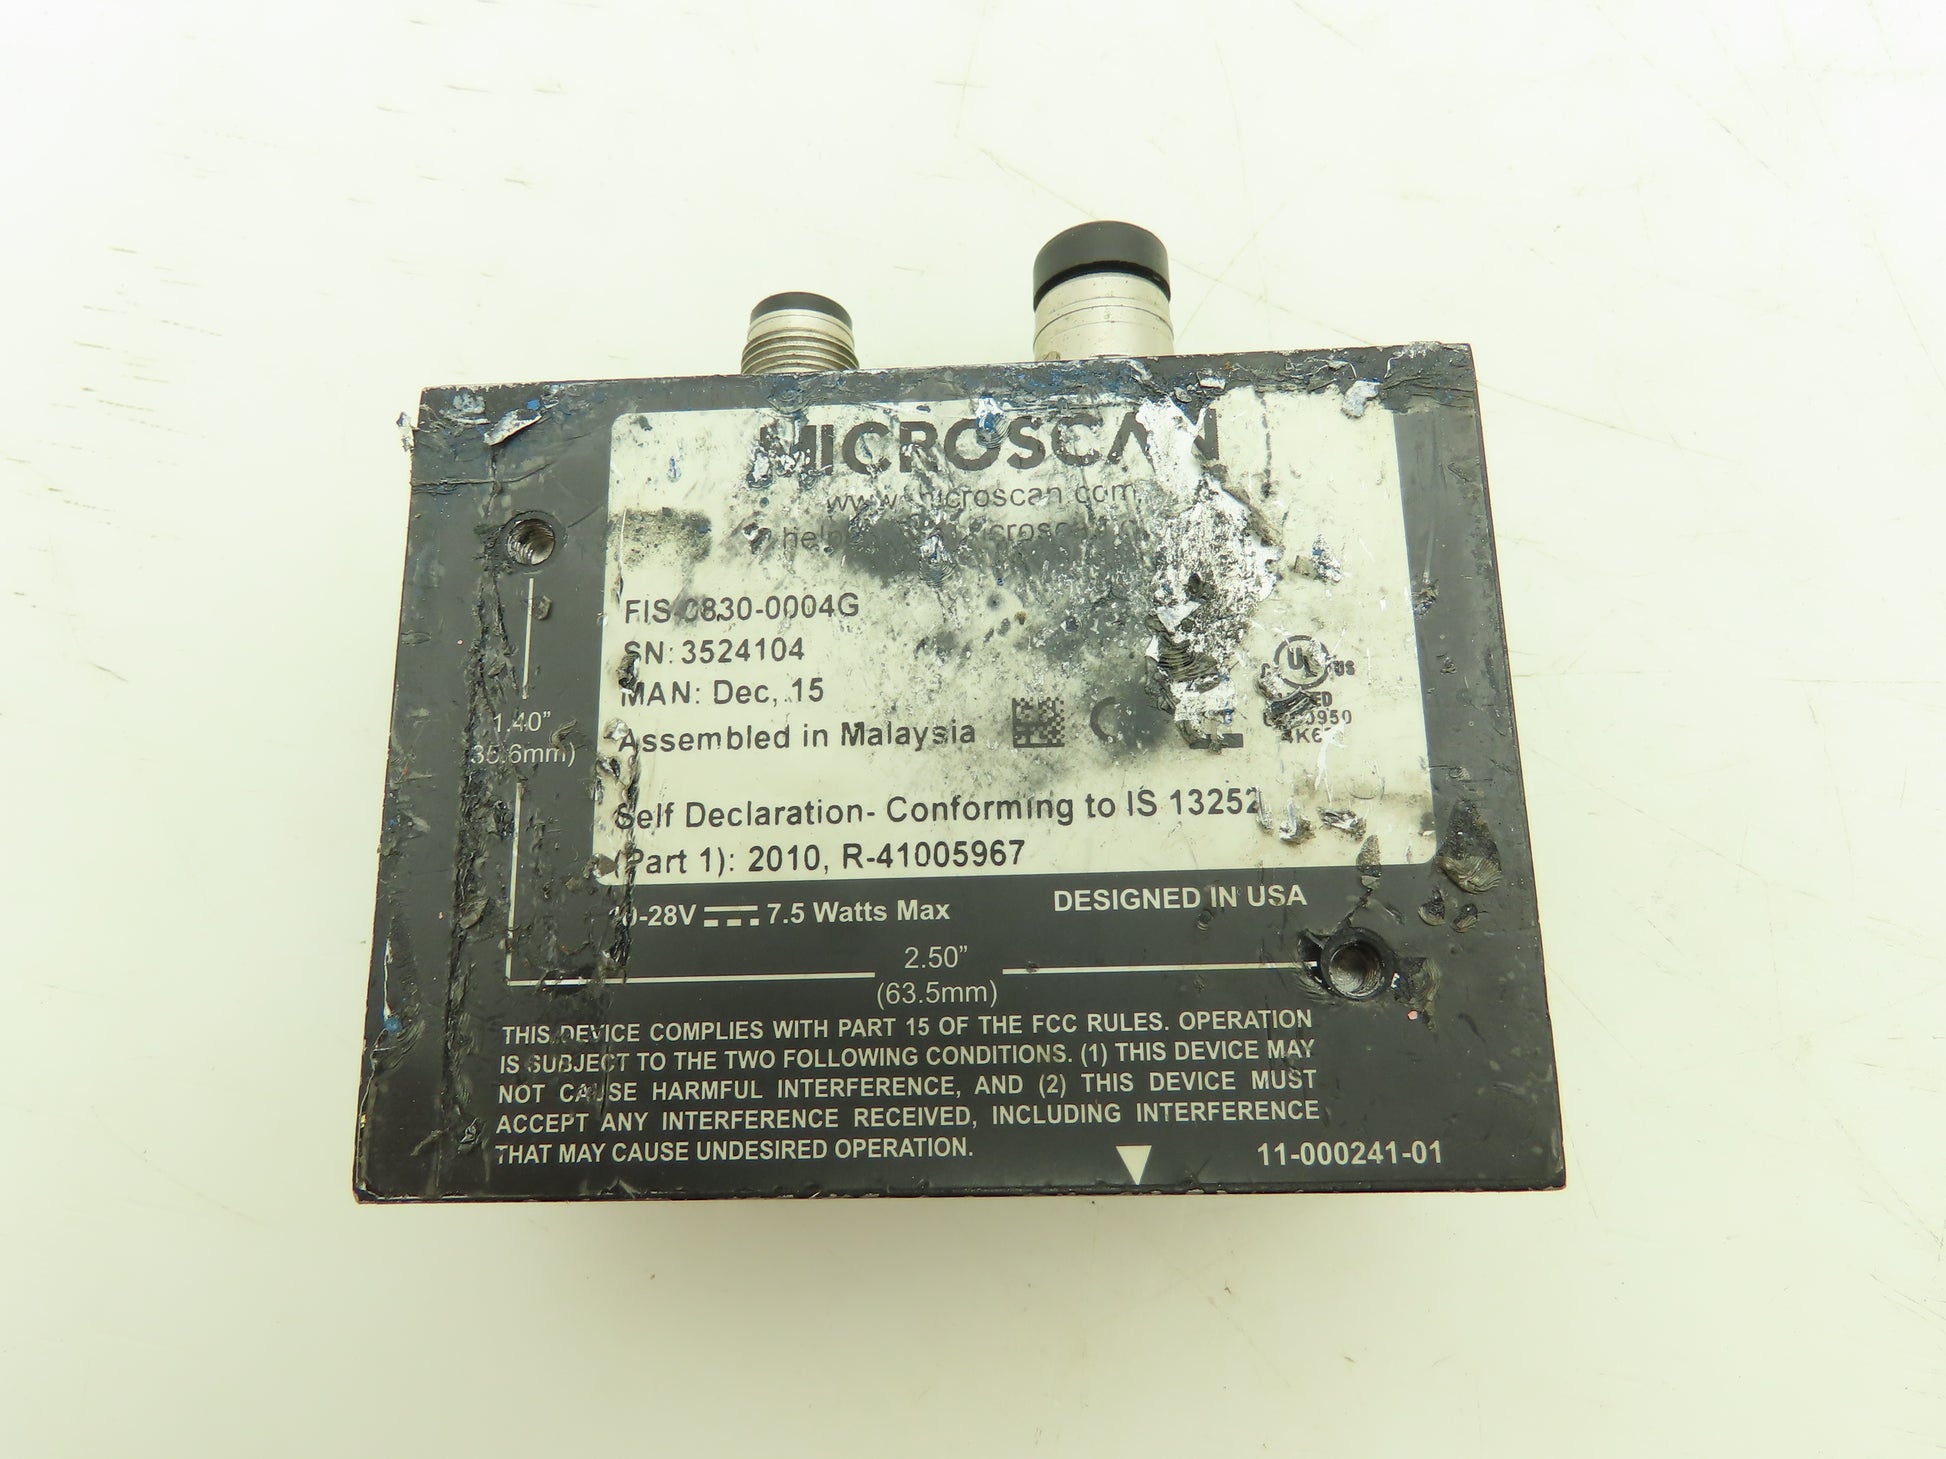 MICROSCAN
FIS-0830-0004G
SN: 3524104
MAN: Dec, 15
Assembled in Malaysia
Self Declaration- Conforming to IS 13252
(Part 1): 2010, R-41005967
7.5 Watts Max
DESIGNED IN USA
1.40”
(35.6mm)
2.50”
(63.5mm)
THIS DEVICE COMPLIES WITH PART 15 OF THE FCC RULES. OPERATION
IS SUBJECT TO THE TWO FOLLOWING CONDITIONS. (1) THIS DEVICE MAY
NOT CAUSE HARMFUL INTERFERENCE, AND (2) THIS DEVICE MUST
ACCEPT ANY INTERFERENCE RECEIVED, INCLUDING INTERFERENCE
THAT MAY CAUSE UNDESIRED OPERATION.
11-000241-01
UL
US